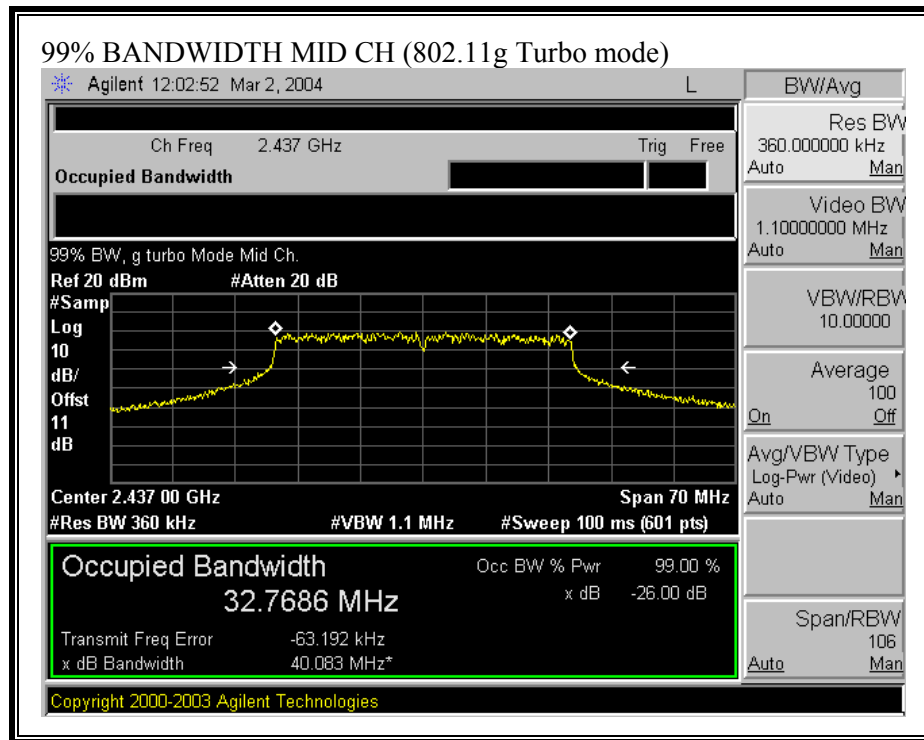 99% BANDWIDTH MID CH (802.11g Turbo mode)
Agilent 12:02:52 Mar 2, 2004 L
BW/Avg
Ch Freq 2.437 GHz Trig Free
Occupied Bandwidth
99% BW, g turbo Mode Mid Ch.
Ref 20 dBm #Atten 20 dB
#Samp
Log
10
dB/
Offst
11
dB
Center 2.437 00 GHz Span 70 MHz
#Res BW 360 kHz #VBW 1.1 MHz #Sweep 100 ms (601 pts)
Occupied Bandwidth
32.7686 MHz
Occ BW % Pwr 99.00 %
x dB -26.00 dB
Transmit Freq Error -63.192 kHz
x dB Bandwidth 40.083 MHz*
Copyright 2000-2003 Agilent Technologies
Res BW
360.000000 kHz
Auto Man
Video BW
1.10000000 MHz
Auto Man
VBW/RBW
10.00000
Average
100
On Off
Avg/VBW Type
Log-Pwr (Video)
Auto Man
Span/RBW
106
Auto Man